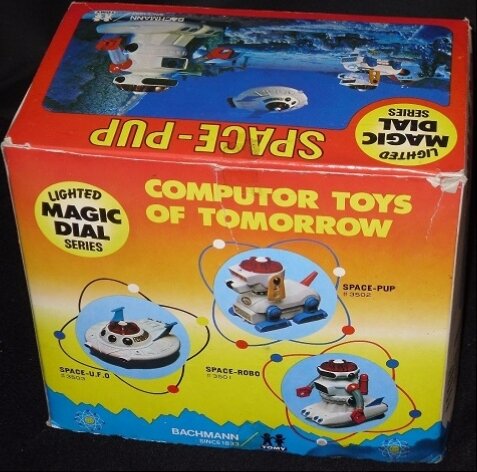 BACHMANN
SPACE-PUP
LIGHTED
MAGIC
DIAL
SERIES
LIGHTED
MAGIC
DIAL
SERIES
COMPUTOR TOYS
OF TOMORROW
SPACE-PUP
#3502
SPACE-U.F.O
#3503
SPACE-ROBO
#3501
BACHMANN
SINCE 1833
TOMY